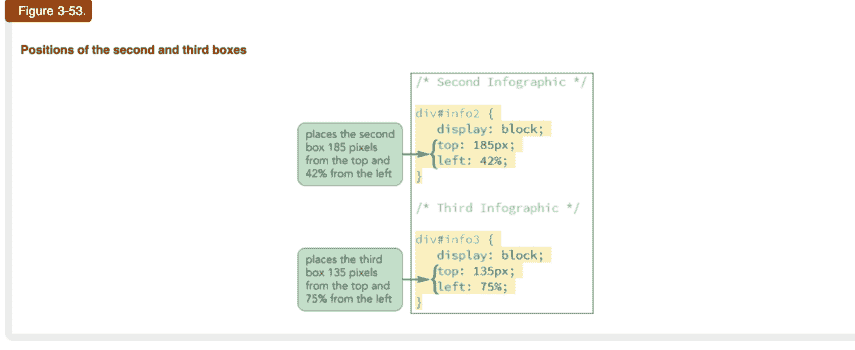 Figure 3-53.
Positions of the second and third boxes
/* Second Infographic */
places the second
box 185 pixels
from the top and
42% from the left
div#info2 {
display: block;
top: 185px;
left: 42%;
}
/* Third Infographic */
places the third
box 135 pixels
from the top and
75% from the left
div#info3 {
display: block;
top: 135px;
left: 75%;
}